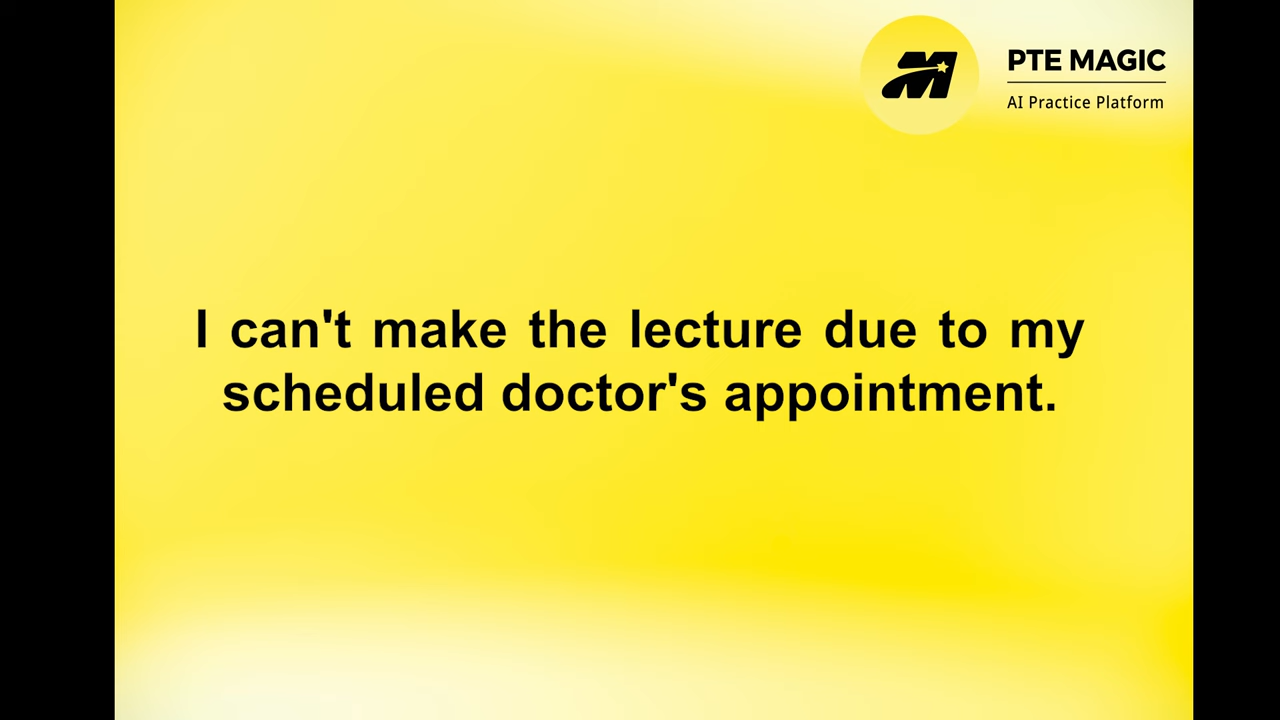 PTE MAGIC
AI Practice Platform
I can't make the lecture due to my
scheduled doctor's appointment.